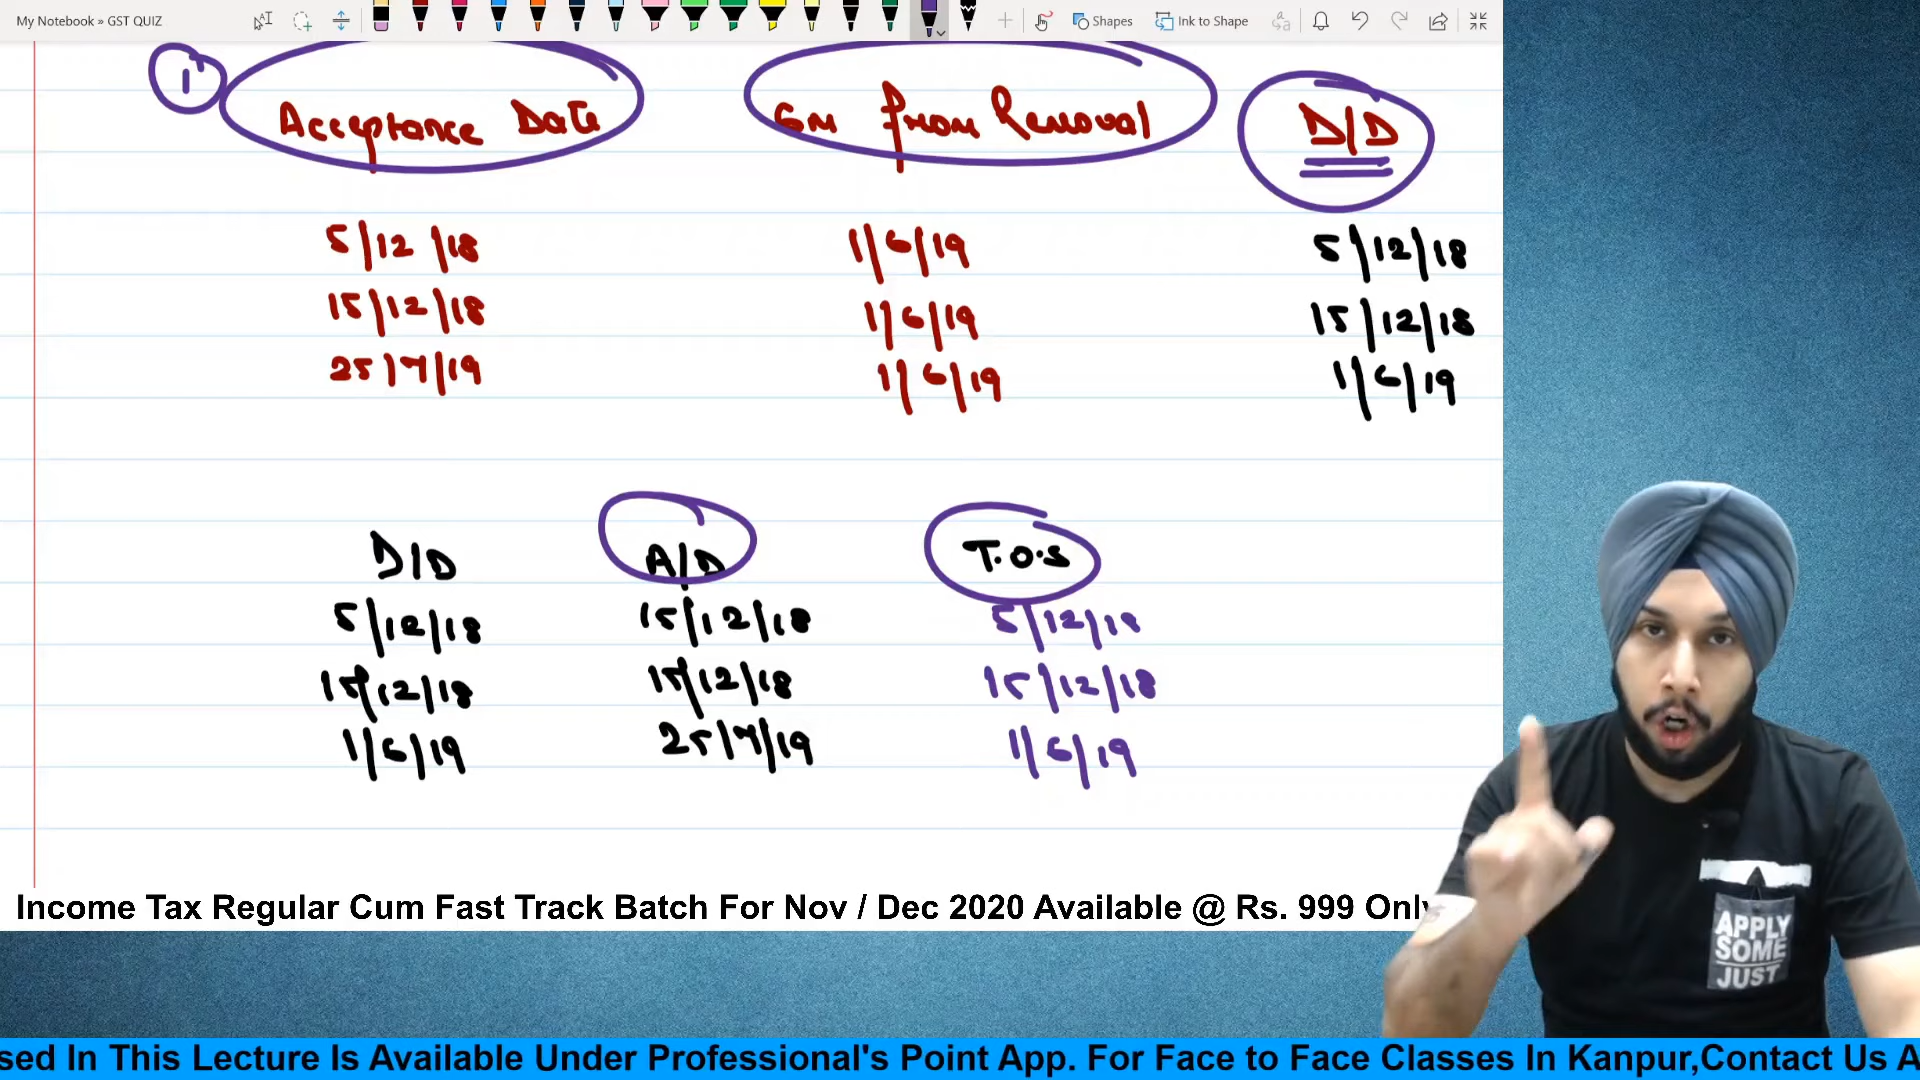 My Notebook » GST QUIZ
Shapes
Ink to Shape
1
Acceptance Date 6m from Removal D/D
5/12/18 1/6/19 5/12/18
15/12/18 1/6/19 15/12/18
25/7/19 1/6/19 1/6/19
D/D A/D T.O.S
5/12/18 15/12/18 5/12/18
15/12/18 15/12/18 15/12/18
1/6/19 25/7/19 1/6/19
APPLY
SOME
JUST
Income Tax Regular Cum Fast Track Batch For Nov / Dec 2020 Available @ Rs. 999 Only
sed In This Lecture Is Available Under Professional's Point App. For Face to Face Classes In Kanpur,Contact Us A